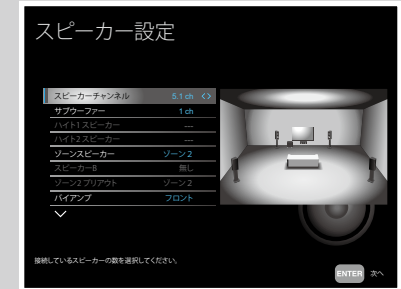 スピーカー設定
スピーカーチャンネル 5.1 ch
サブウーファー 1 ch
ハイト1 スピーカー ---
ハイト2 スピーカー ---
ゾーンスピーカー ゾーン 2
スピーカーB 無し
ゾーン2 プリアウト ゾーン 2
バイアンプ フロント
接続しているスピーカーの数を選択してください。
ENTER 次へ